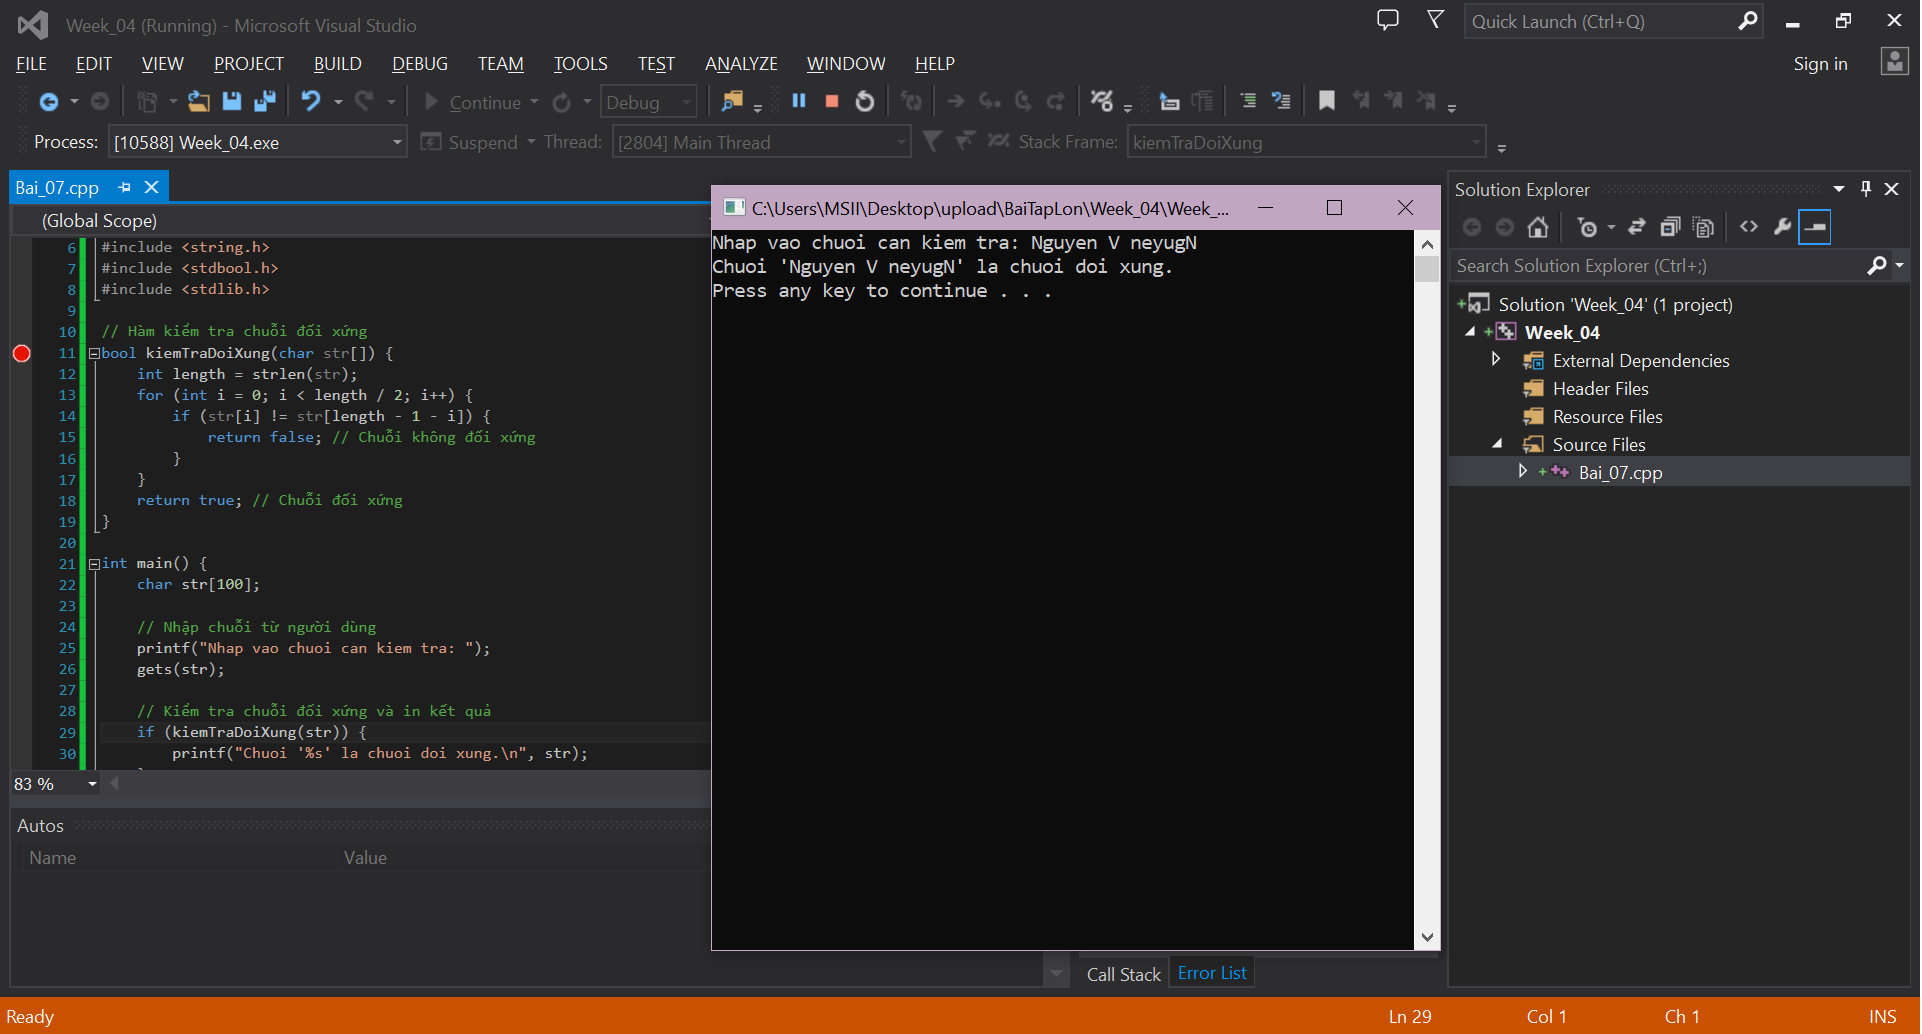 Week_04 (Running) - Microsoft Visual Studio
Quick Launch (Ctrl+Q)
FILE EDIT VIEW PROJECT BUILD DEBUG TEAM TOOLS TEST ANALYZE WINDOW HELP
Sign in
Continue Debug
Process: [10588] Week_04.exe Suspend Thread: [2804] Main Thread Stack Frame: kiemTraDoiXung
Bai_07.cpp
(Global Scope)
6 #include <string.h>
7 #include <stdbool.h>
8 #include <stdlib.h>
9
10 // Hàm kiểm tra chuỗi đối xứng
11 bool kiemTraDoiXung(char str[]) {
12 int length = strlen(str);
13 for (int i = 0; i < length / 2; i++) {
14 if (str[i] != str[length - 1 - i]) {
15 return false; // Chuỗi không đối xứng
16 }
17 }
18 return true; // Chuỗi đối xứng
19 }
20
21 int main() {
22 char str[100];
23
24 // Nhập chuỗi từ người dùng
25 printf("Nhap vao chuoi can kiem tra: ");
26 gets(str);
27
28 // Kiểm tra chuỗi đối xứng và in kết quả
29 if (kiemTraDoiXung(str)) {
30 printf("Chuoi '%s' la chuoi doi xung.\n", str);
83 %
Autos
Name Value
C:\Users\MSII\Desktop\upload\BaiTapLon\Week_04\Week_...
Nhap vao chuoi can kiem tra: Nguyen V neyugN
Chuoi 'Nguyen V neyugN' la chuoi doi xung.
Press any key to continue . . .
Call Stack Error List
Solution Explorer
Search Solution Explorer (Ctrl+;)
Solution 'Week_04' (1 project)
Week_04
External Dependencies
Header Files
Resource Files
Source Files
Bai_07.cpp
Ready Ln 29 Col 1 Ch 1 INS